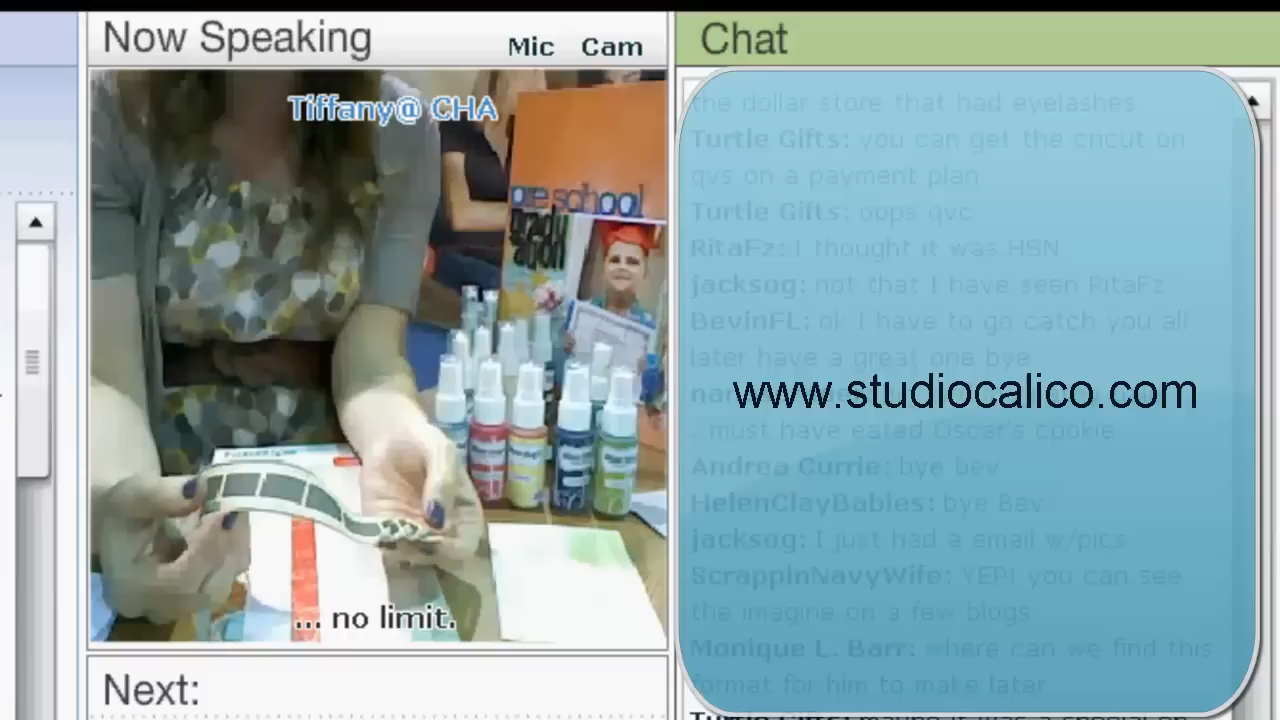 Now Speaking
Mic Cam
Chat
Tiffany@ CHA
pre school
gradu
ation
... no limit.
Next:
the dollar store that had eyelashes.
Turtle Gifts: you can get the cricut on
qvs on a payment plan
Turtle Gifts: oops qvc
RitaFz: I thought it was HSN
jacksog: not that I have seen RitaFz
BevinFL: ok I have to go catch you all
later have a great one bye
www.studiocalico.com
...must have eated Oscar's cookie
Andrea Currie: bye bev
HelenClayBabies: bye Bev
jacksog: I just had a email w/pics
ScrappinNavyWife: YEP! you can see
the imagine on a few blogs
Monique L. Barr: where can we find this
format for him to make later